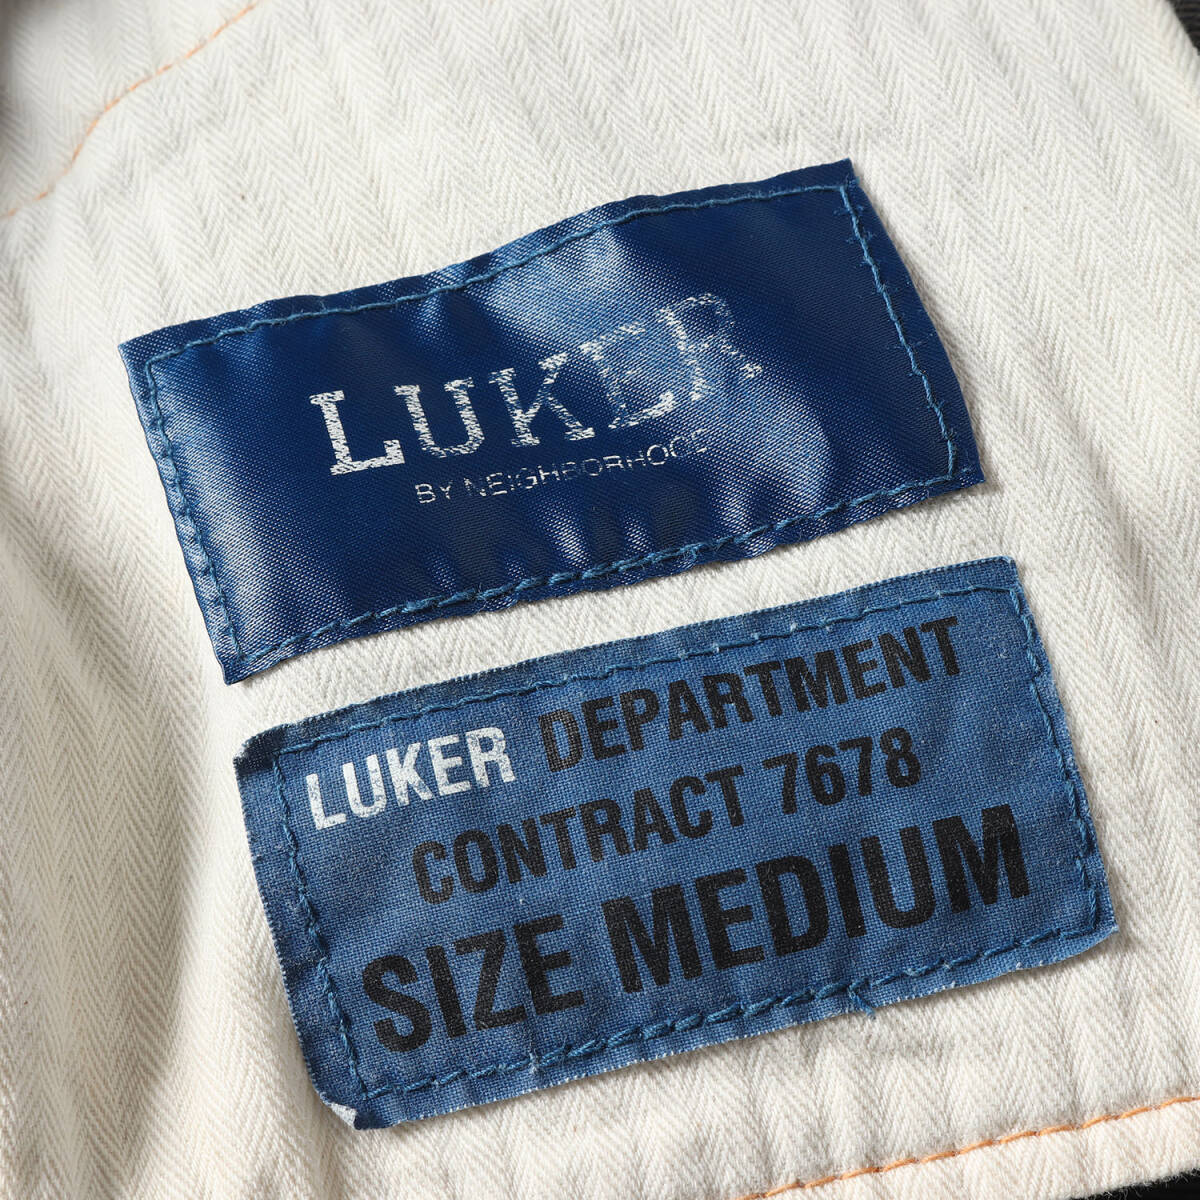 LUKER
BY NEIGHBORHOOD
LUKER DEPARTMENT
CONTRACT 7678
SIZE MEDIUM